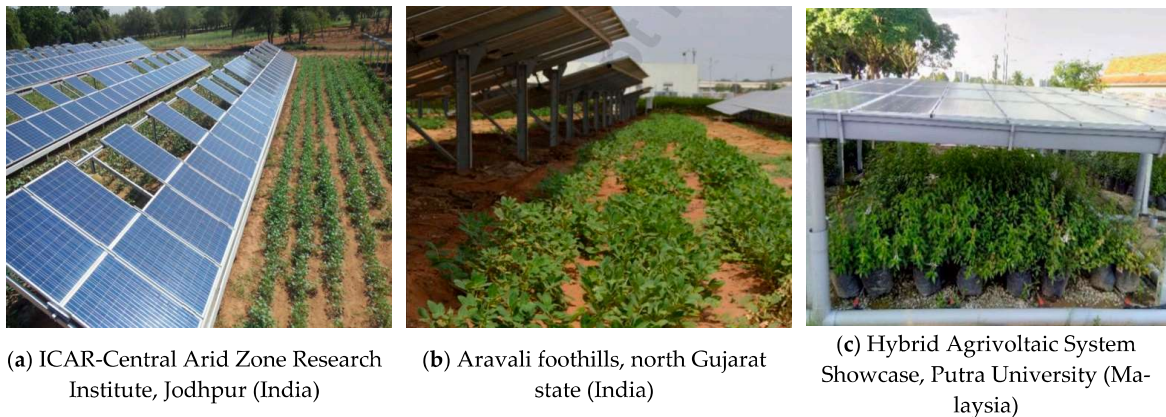 (a) ICAR-Central Arid Zone Research
Institute, Jodhpur (India)
(b) Aravali foothills, north Gujarat
state (India)
(c) Hybrid Agrivoltaic System
Showcase, Putra University (Ma-
laysia)